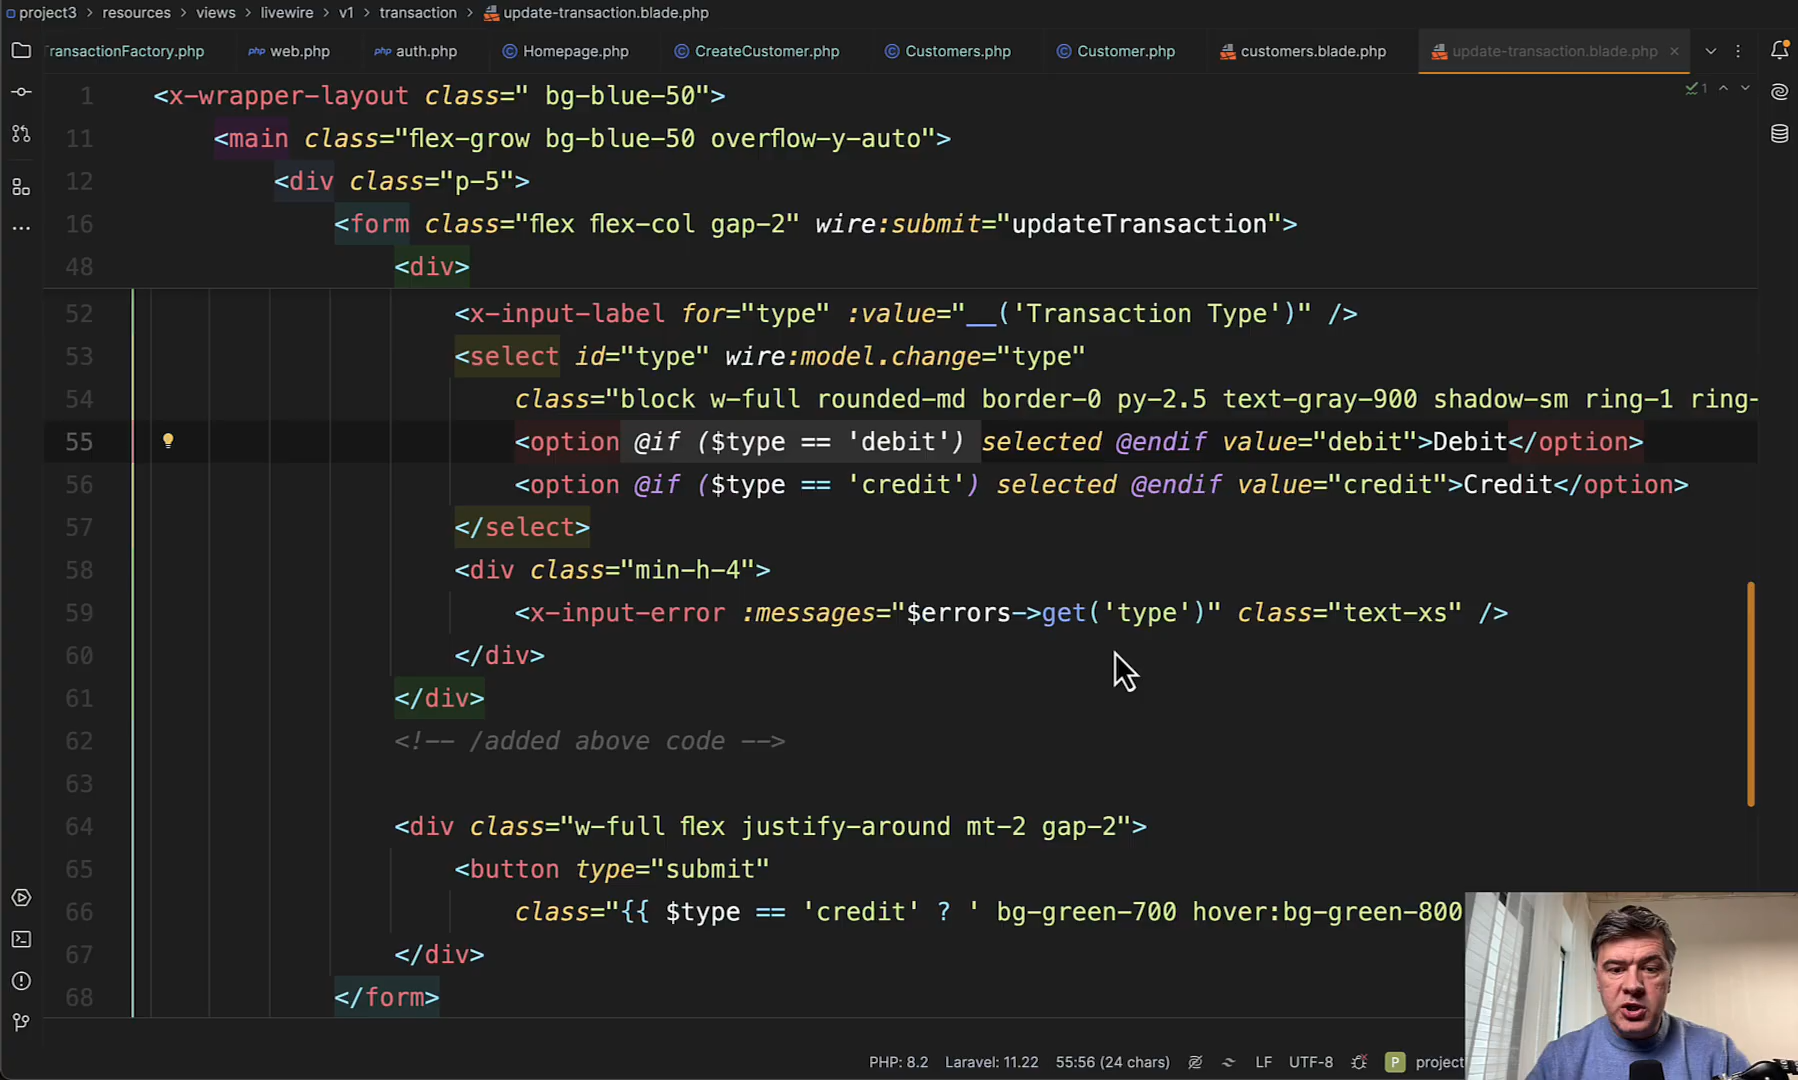 project3 > resources > views > livewire > v1 > transaction > update-transaction.blade.php
TransactionFactory.php php web.php php auth.php Homepage.php CreateCustomer.php Customers.php Customer.php customers.blade.php update-transaction.blade.php ×
1 <x-wrapper-layout class=" bg-blue-50"> 1
11 <main class="flex-grow bg-blue-50 overflow-y-auto">
12 <div class="p-5">
16 <form class="flex flex-col gap-2" wire:submit="updateTransaction">
48 <div>
52 <x-input-label for="type" :value="__('Transaction Type')" />
53 <select id="type" wire:model.change="type"
54 class="block w-full rounded-md border-0 py-2.5 text-gray-900 shadow-sm ring-1 ring-
55 <option @if ($type == 'debit') selected @endif value="debit">Debit</option>
56 <option @if ($type == 'credit') selected @endif value="credit">Credit</option>
57 </select>
58 <div class="min-h-4">
59 <x-input-error :messages="$errors->get('type')" class="text-xs" />
60 </div>
61 </div>
62 <!-- /added above code -->
63
64 <div class="w-full flex justify-around mt-2 gap-2">
65 <button type="submit"
66 class="{{ $type == 'credit' ? ' bg-green-700 hover:bg-green-800
67 </div>
68 </form>
PHP: 8.2 Laravel: 11.22 55:56 (24 chars) LF UTF-8 P project